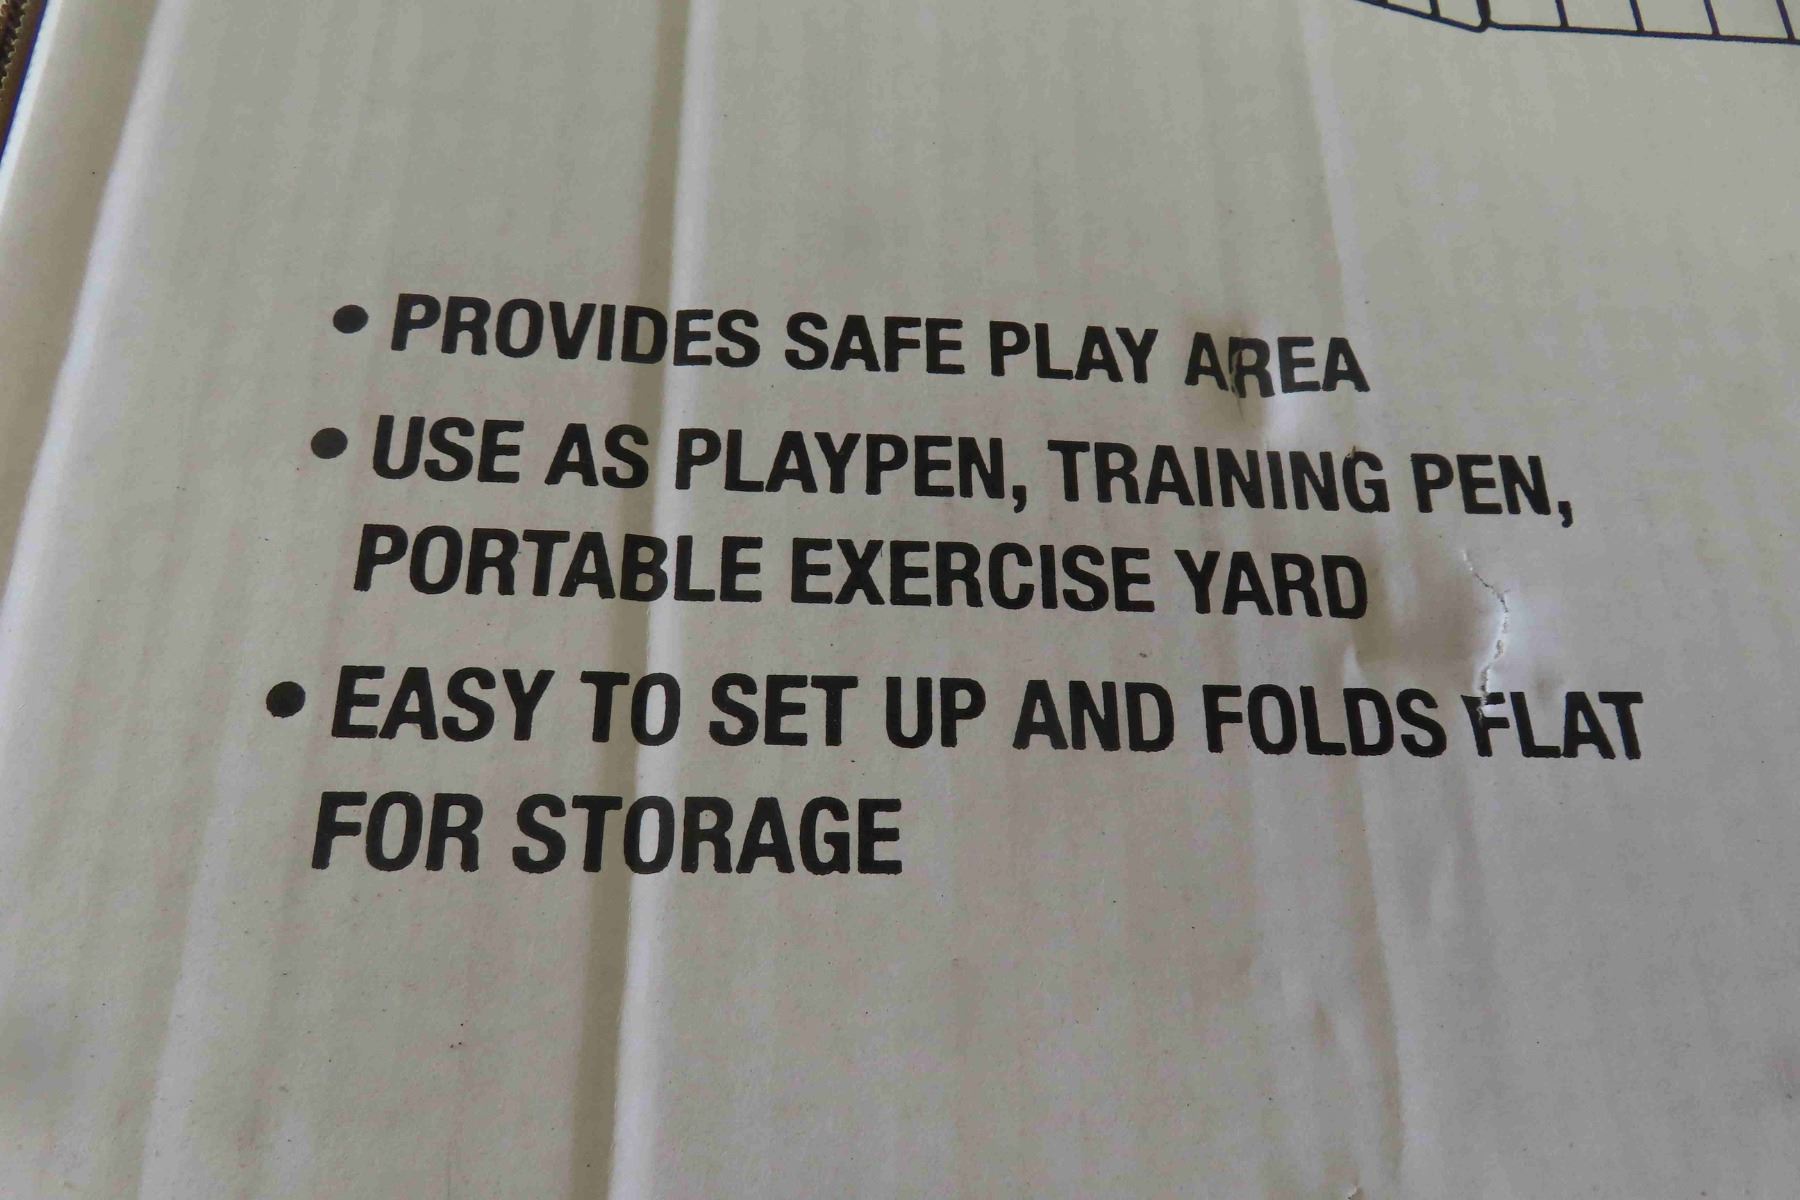 • PROVIDES SAFE PLAY AREA
• USE AS PLAYPEN, TRAINING PEN,
PORTABLE EXERCISE YARD
• EASY TO SET UP AND FOLDS FLAT
FOR STORAGE